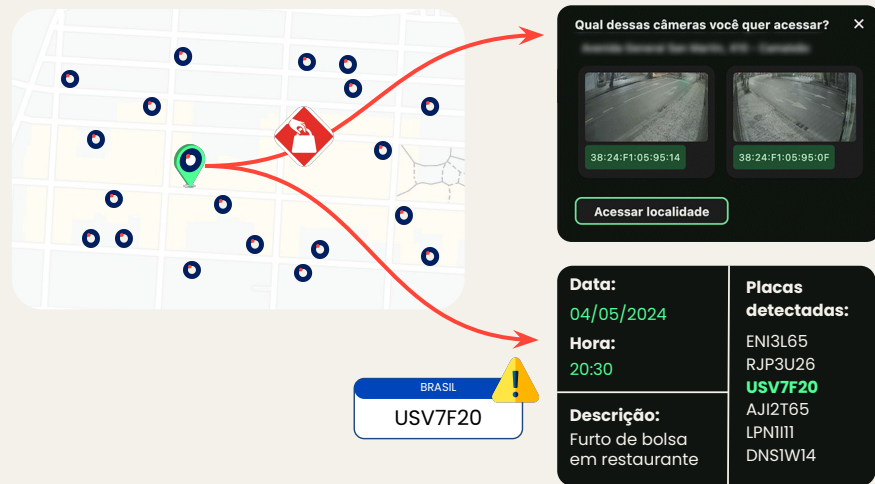 Qual dessas câmeras você quer acessar?
38:24:F1:05:95:14
38:24:F1:05:95:0F
Acessar localidade
Data:
04/05/2024
Hora:
20:30
Descrição:
Furto de bolsa
em restaurante
Placas
detectadas:
ENI3L65
RJP3U26
USV7F20
AJI2T65
LPN1I11
DNS1W14
BRASIL
USV7F20